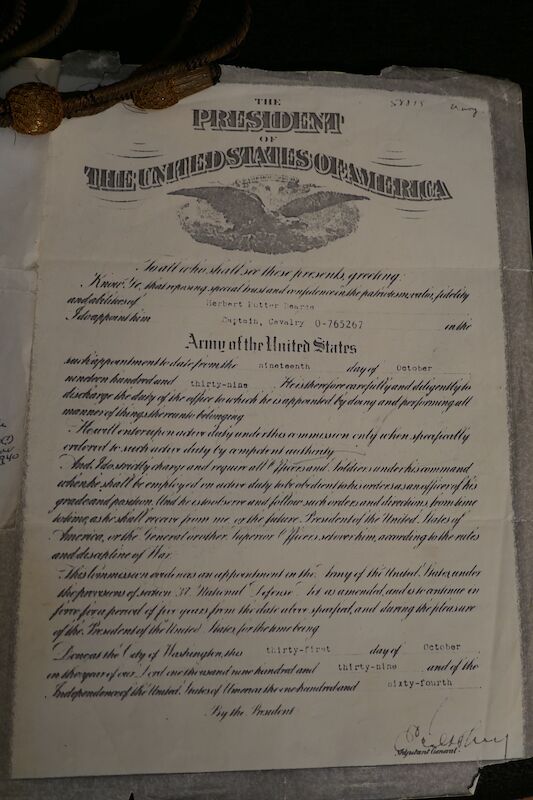 THE
PRESIDENT
OF
THE UNITED STATES OF AMERICA
To all who shall see these presents, greeting:
Know Ye, that reposing special trust and confidence in the patriotism, valor, fidelity
and abilities of Herbert Potter Dearie
I do appoint him Captain, Cavalry O-765267 in the
Army of the United States
such appointment to date from the nineteenth day of October
nineteen hundred and thirty-nine. He is therefore carefully and diligently to
discharge the duty of the office to which he is appointed by doing and performing all
manner of things thereunto belonging.
He will enter upon active duty under this commission only when specifically
ordered to such active duty by competent authority.
And I do strictly charge and require all Officers and Soldiers under his command
when he shall be employed on active duty to be obedient to his orders as an officer of his
grade and position. And he is to observe and follow such orders and directions, from time
to time, as he shall receive from me, or the future President of the United States of
America, or the General or other Superior Officers set over him, according to the rules
and discipline of War.
This Commission evidences an appointment in the Army of the United States, under
the provisions of section 37 National Defense Act as amended, and is to continue in
force for a period of five years from the date above specified, and during the pleasure
of the President of the United States, for the time being.
Done at the City of Washington, this thirty-first day of October
in the year of our Lord one thousand nine hundred and thirty-nine and of the
Independence of the United States of America the one hundred and sixty-fourth.
By the President
Adjutant General.
1940